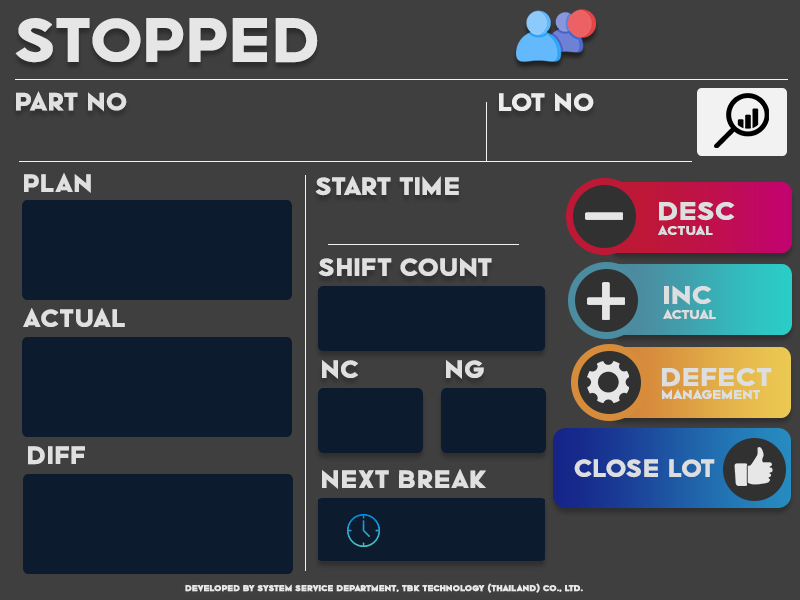 STOPPED
PART NO
LOT NO
PLAN
START TIME
DESC
ACTUAL
SHIFT COUNT
INC
ACTUAL
ACTUAL
NC
NG
DEFECT
MANAGEMENT
DIFF
CLOSE LOT
NEXT BREAK
DEVELOPED BY SYSTEM SERVICE DEPARTMENT, TBK TECHNOLOGY (THAILAND) CO., LTD.